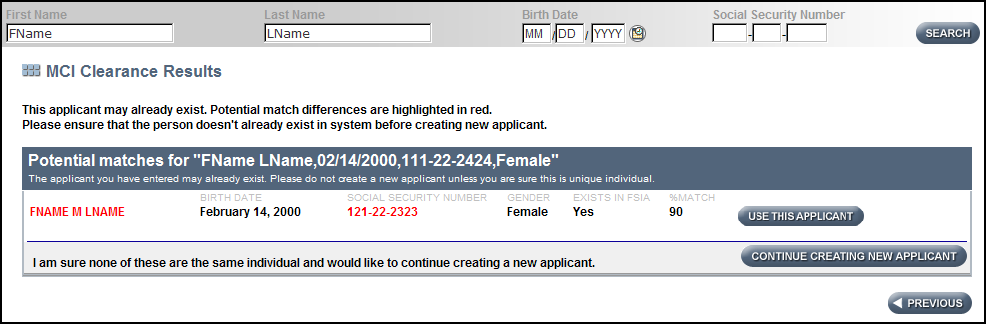 First Name Last Name Birth Date Social Security Number
FName LName MM / DD / YYYY - - SEARCH
MCI Clearance Results
This applicant may already exist. Potential match differences are highlighted in red.
Please ensure that the person doesn't already exist in system before creating new applicant.
Potential matches for "FName LName,02/14/2000,111-22-2424,Female"
The applicant you have entered may already exist. Please do not create a new applicant unless you are sure this is unique individual.
BIRTH DATE SOCIAL SECURITY NUMBER GENDER EXISTS IN FSIA %MATCH
FNAME M LNAME February 14, 2000 121-22-2323 Female Yes 90 USE THIS APPLICANT
I am sure none of these are the same individual and would like to continue creating a new applicant. CONTINUE CREATING NEW APPLICANT
PREVIOUS